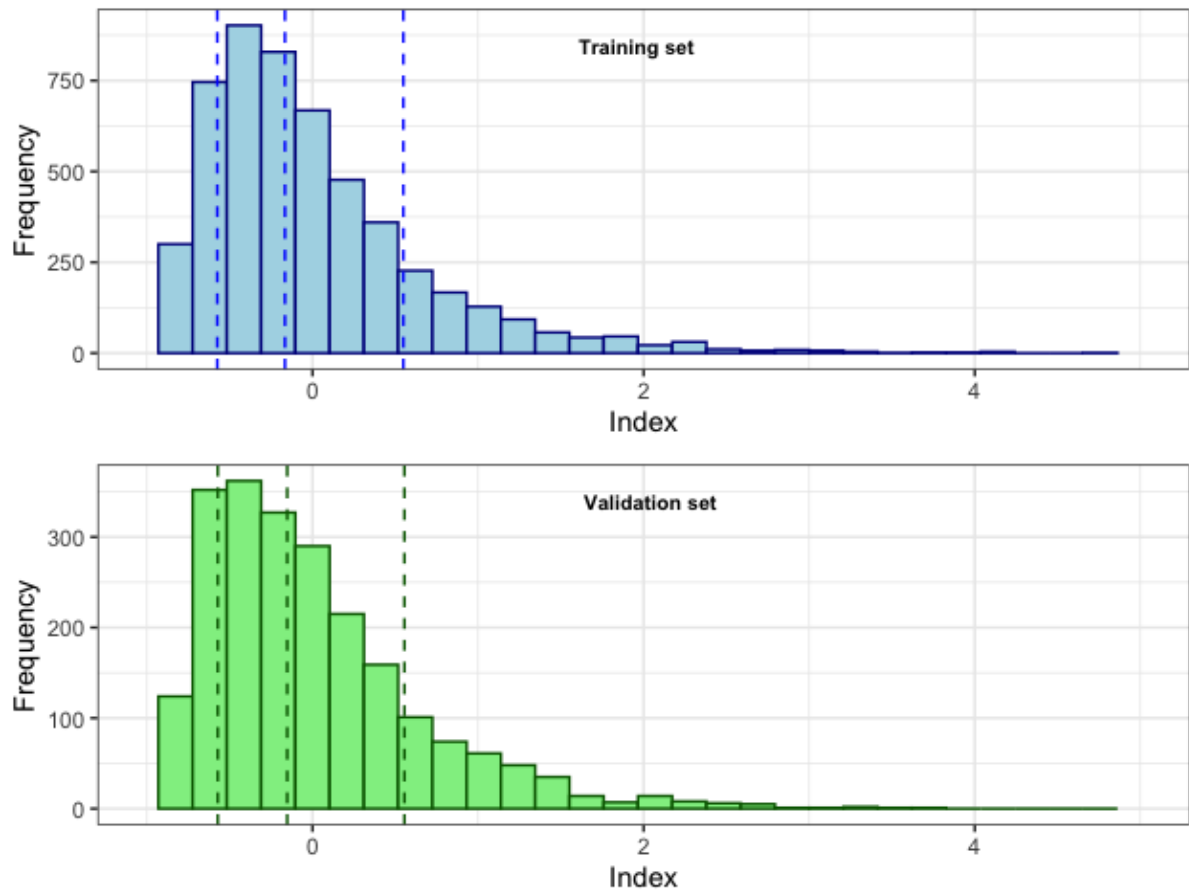 Training set
Frequency
750
500
250
0
0 2 4
Index
Validation set
Frequency
300
200
100
0
0 2 4
Index